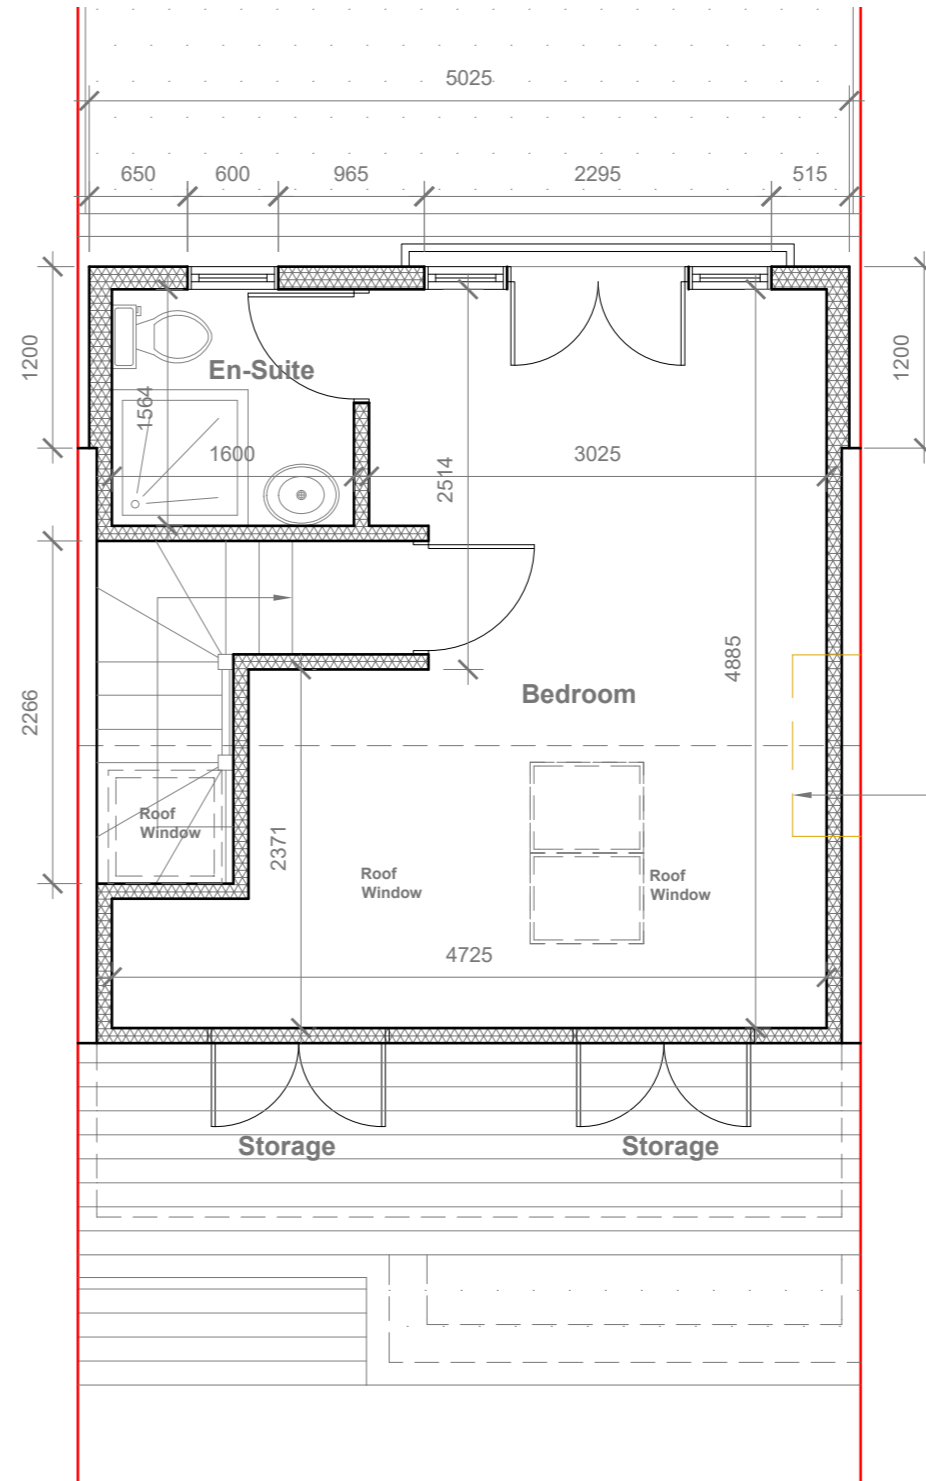 5025
650
600
965
2295
515
1200
1200
En-Suite
1564
1600
2514
3025
2266
4885
Bedroom
Roof
Window
2371
Roof
Window
Roof
Window
4725
Storage
Storage